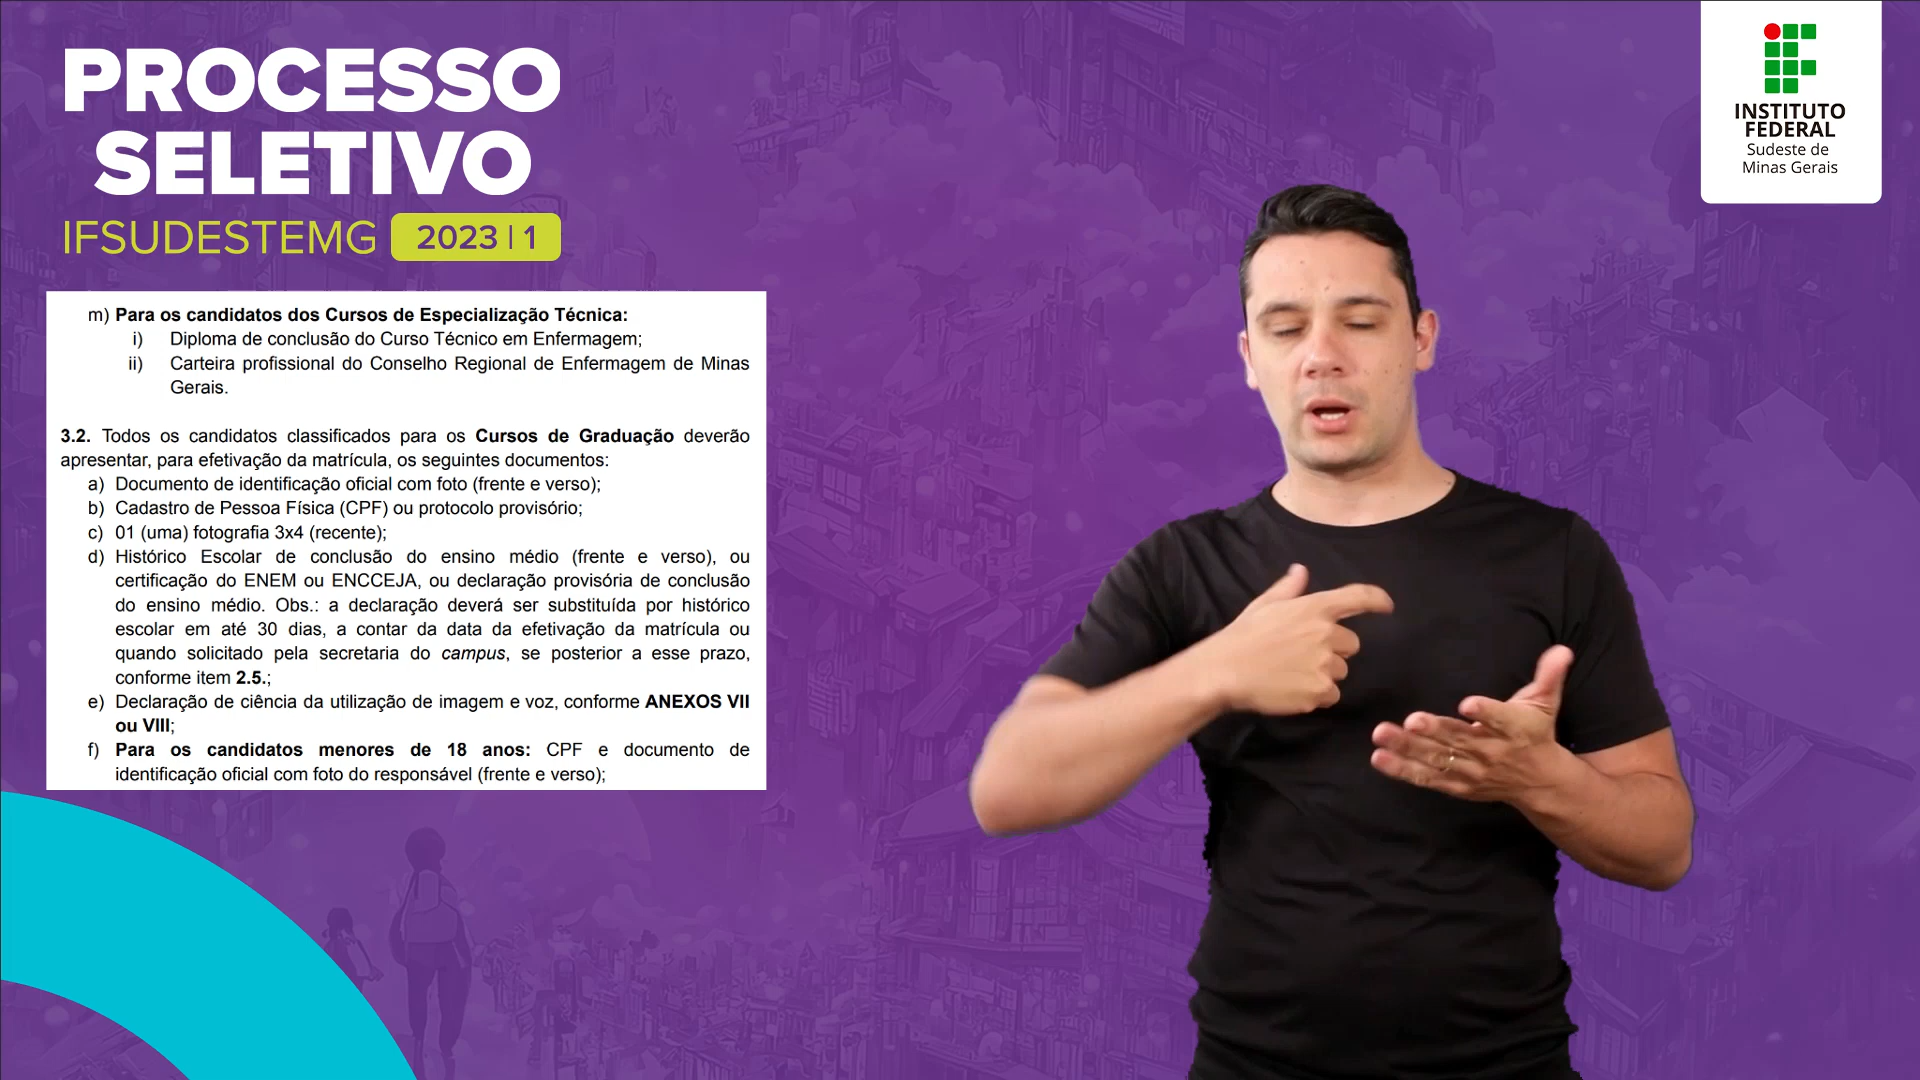 PROCESSO
SELETIVO
IFSUDESTEMG 2023 | 1
INSTITUTO
FEDERAL
Sudeste de
Minas Gerais
m) Para os candidatos dos Cursos de Especialização Técnica:
i) Diploma de conclusão do Curso Técnico em Enfermagem;
ii) Carteira profissional do Conselho Regional de Enfermagem de Minas
Gerais.
3.2. Todos os candidatos classificados para os Cursos de Graduação deverão
apresentar, para efetivação da matrícula, os seguintes documentos:
a) Documento de identificação oficial com foto (frente e verso);
b) Cadastro de Pessoa Física (CPF) ou protocolo provisório;
c) 01 (uma) fotografia 3x4 (recente);
d) Histórico Escolar de conclusão do ensino médio (frente e verso), ou
certificação do ENEM ou ENCCEJA, ou declaração provisória de conclusão
do ensino médio. Obs.: a declaração deverá ser substituída por histórico
escolar em até 30 dias, a contar da data da efetivação da matrícula ou
quando solicitado pela secretaria do campus, se posterior a esse prazo,
conforme item 2.5.;
e) Declaração de ciência da utilização de imagem e voz, conforme ANEXOS VII
ou VIII;
f) Para os candidatos menores de 18 anos: CPF e documento de
identificação oficial com foto do responsável (frente e verso);